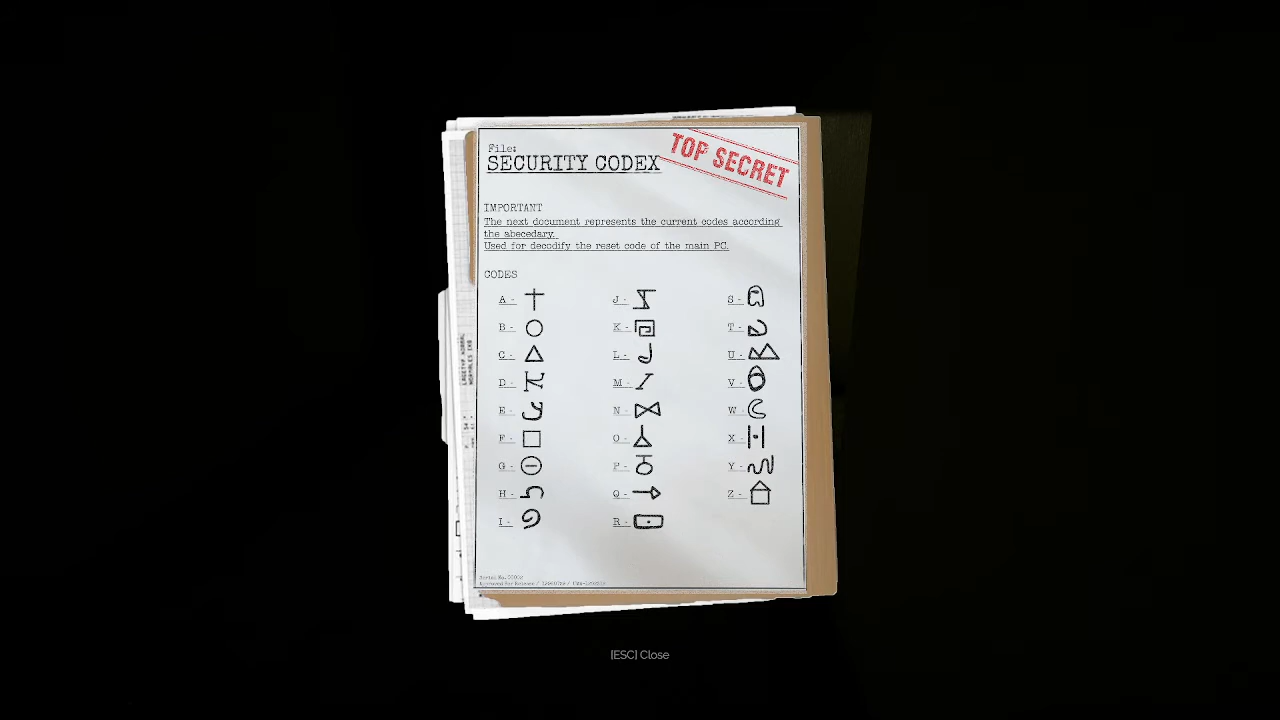 File:
SECURITY CODEX
TOP SECRET
IMPORTANT
The next document represents the current codes according
the abecedary.
Used for decodify the reset code of the main PC.
CODES
A -
B -
C -
D -
E -
F -
G -
H -
I -
J -
K -
L -
M -
N -
O -
P -
Q -
R -
S -
T -
U -
V -
W -
X -
Y -
Z -
[ESC] Close